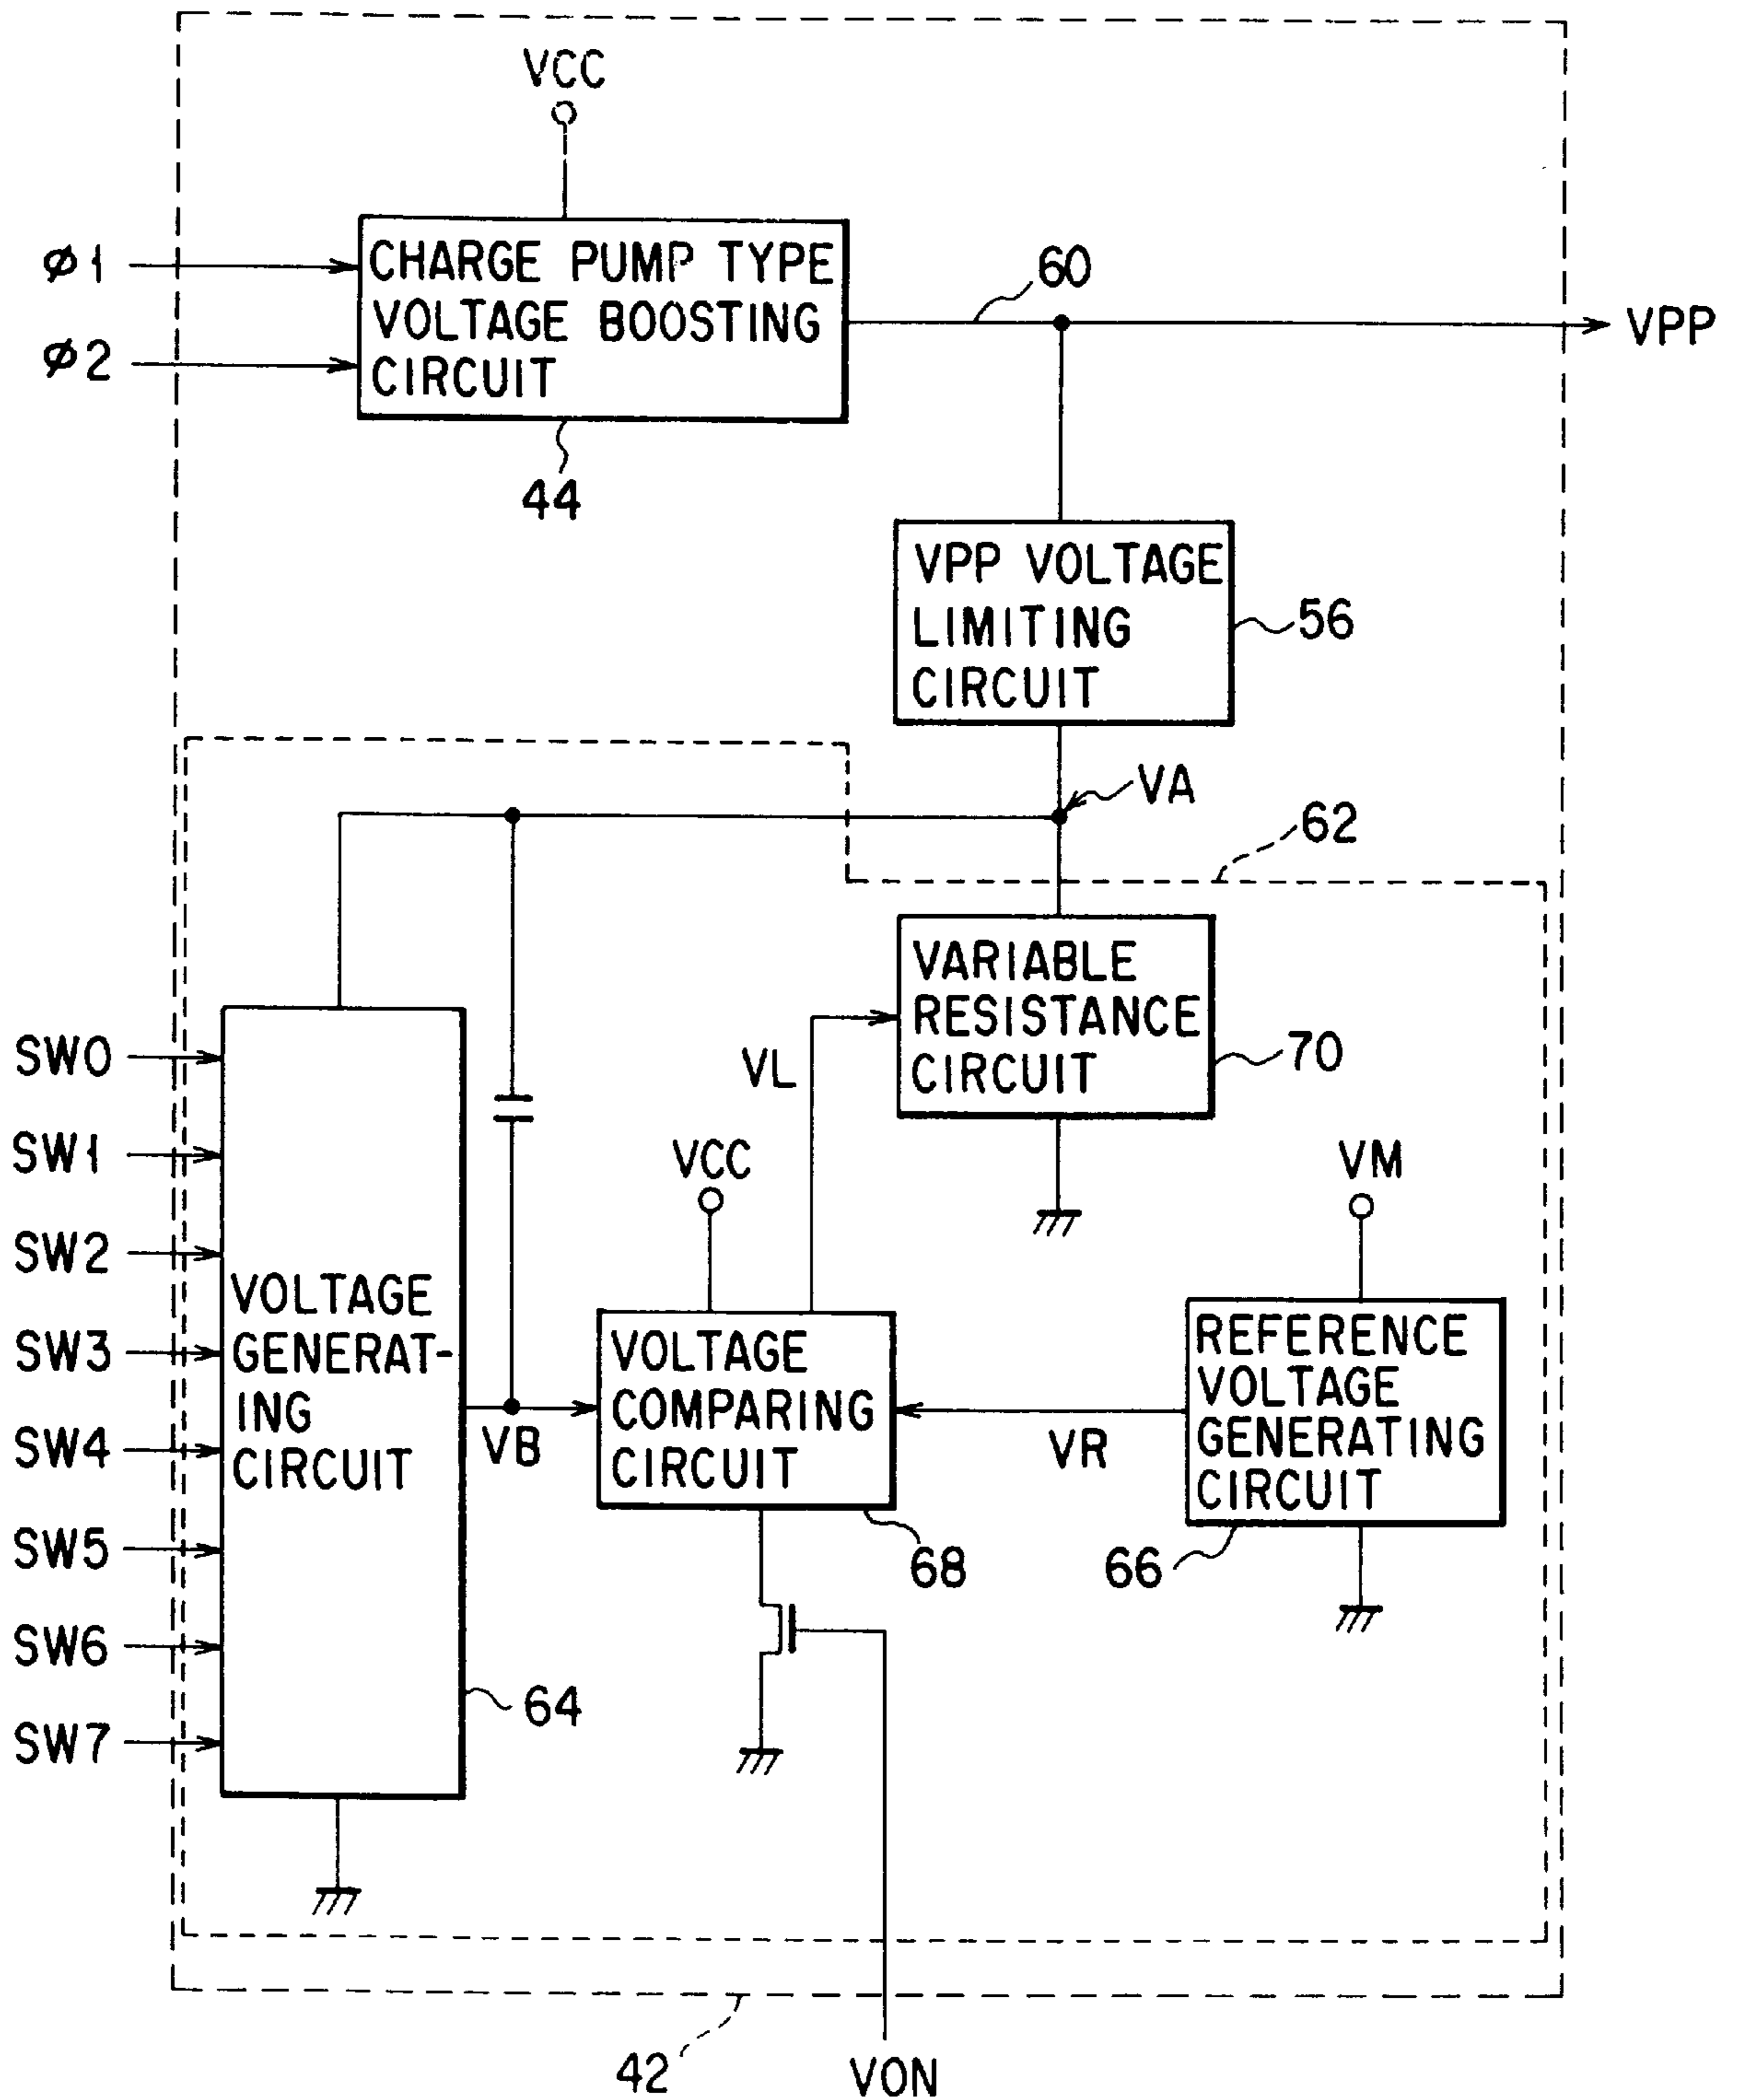 VCC
ø1
CHARGE PUMP TYPE
VOLTAGE BOOSTING
CIRCUIT
ø2
60
VPP
44
VPP VOLTAGE
LIMITING
CIRCUIT
56
VA
62
VARIABLE
RESISTANCE
CIRCUIT
70
VL
SW0
SW1
SW2
SW3
SW4
SW5
SW6
SW7
VOLTAGE
GENERAT-
ING
CIRCUIT
64
VB
VCC
VOLTAGE
COMPARING
CIRCUIT
68
VR
VM
REFERENCE
VOLTAGE
GENERATING
CIRCUIT
66
42
VON